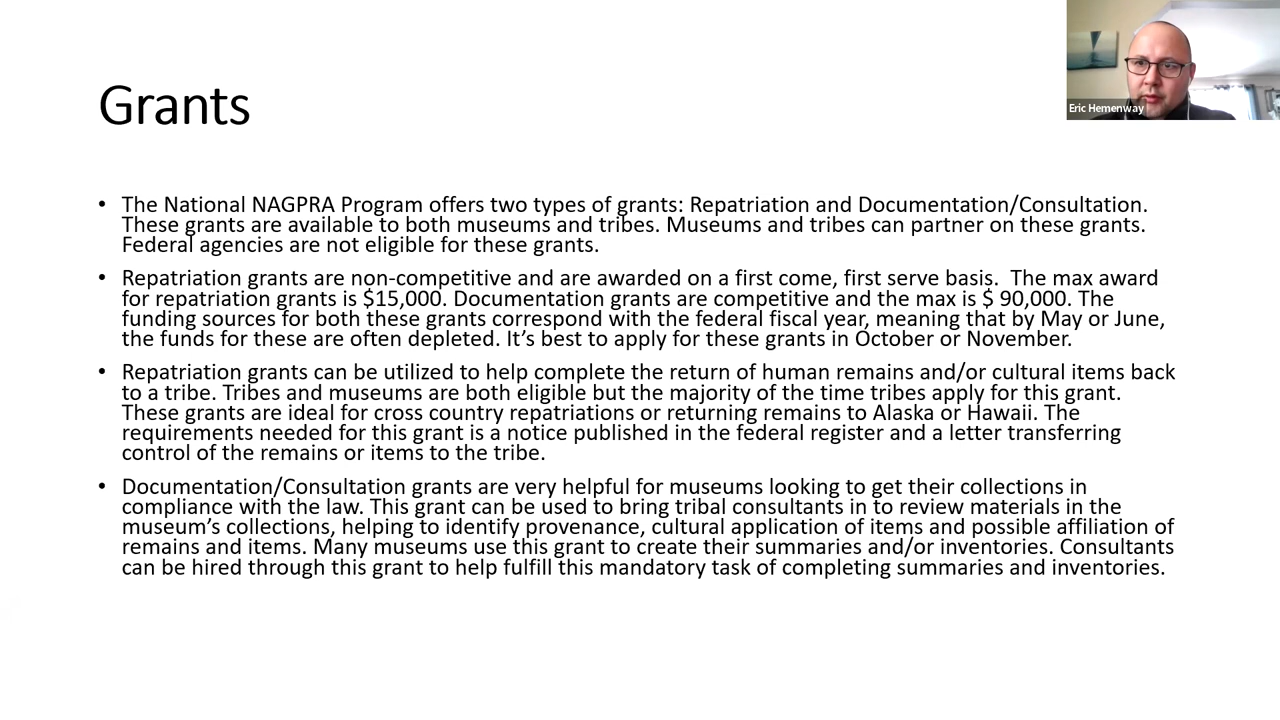 Grants
Eric Hemenway
• The National NAGPRA Program offers two types of grants: Repatriation and Documentation/Consultation.
These grants are available to both museums and tribes. Museums and tribes can partner on these grants.
Federal agencies are not eligible for these grants.
• Repatriation grants are non-competitive and are awarded on a first come, first serve basis.  The max award
for repatriation grants is $15,000. Documentation grants are competitive and the max is $ 90,000. The
funding sources for both these grants correspond with the federal fiscal year, meaning that by May or June,
the funds for these are often depleted. It’s best to apply for these grants in October or November.
• Repatriation grants can be utilized to help complete the return of human remains and/or cultural items back
to a tribe. Tribes and museums are both eligible but the majority of the time tribes apply for this grant.
These grants are ideal for cross country repatriations or returning remains to Alaska or Hawaii. The
requirements needed for this grant is a notice published in the federal register and a letter transferring
control of the remains or items to the tribe.
• Documentation/Consultation grants are very helpful for museums looking to get their collections in
compliance with the law. This grant can be used to bring tribal consultants in to review materials in the
museum’s collections, helping to identify provenance, cultural application of items and possible affiliation of
remains and items. Many museums use this grant to create their summaries and/or inventories. Consultants
can be hired through this grant to help fulfill this mandatory task of completing summaries and inventories.